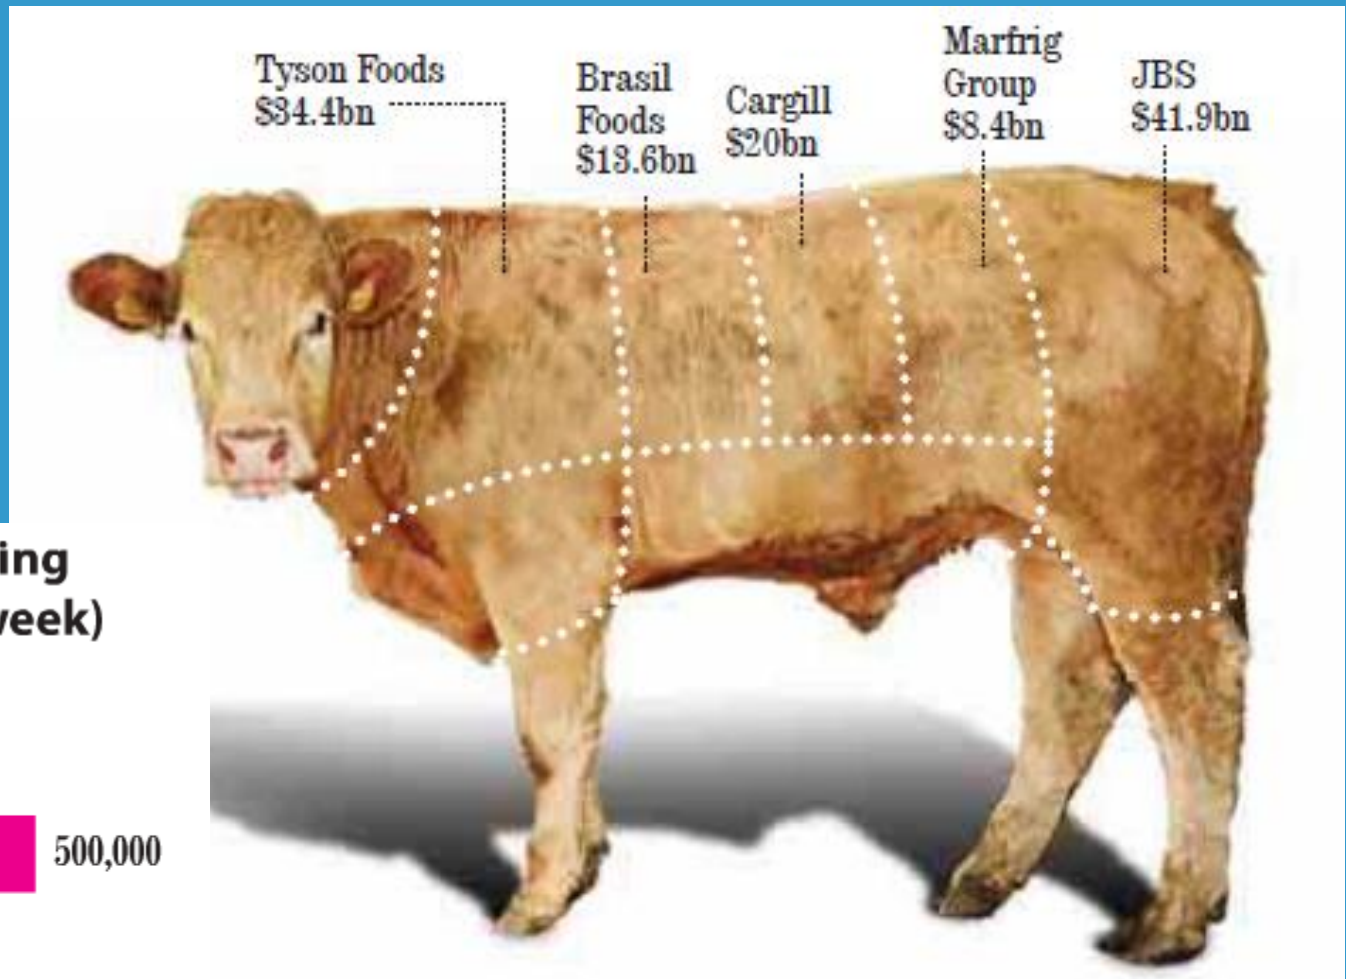 Tyson Foods
$34.4bn
Brasil
Foods
$13.6bn
Cargill
$20bn
Marfrig
Group
$8.4bn
JBS
$41.9bn
ing
week)
500,000